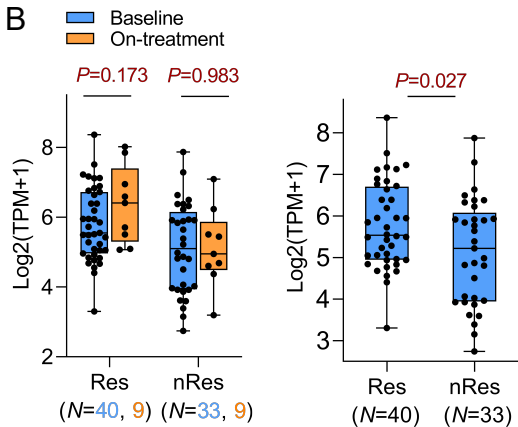 B
Baseline
On-treatment
P=0.173 P=0.983
Log2(TPM+1)
8
6
4
2
Res nRes
(N=40, 9) (N=33, 9)
P=0.027
Log2(TPM+1)
8
7
6
5
4
3
Res nRes
(N=40) (N=33)